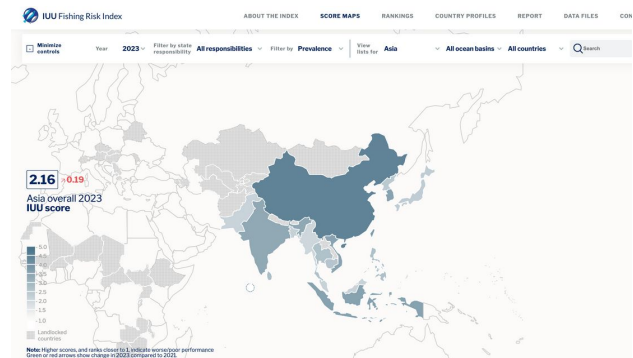 IUU Fishing Risk Index
ABOUT THE INDEX SCORE MAPS RANKINGS COUNTRY PROFILES REPORT DATA FILES CON
Minimize controls Year 2023 Filter by state responsibility All responsibilities Filter by Prevalence View lists for Asia All ocean basins All countries Search
2.16 0.19
Asia overall 2023
IUU score
5.0
4.5
4.0
3.5
3.0
2.5
2.0
1.5
1.0
Landlocked
countries
Note: Higher scores, and ranks closer to 1, indicate worse/poor performance
Green or red arrows show change in 2023 compared to 2021.